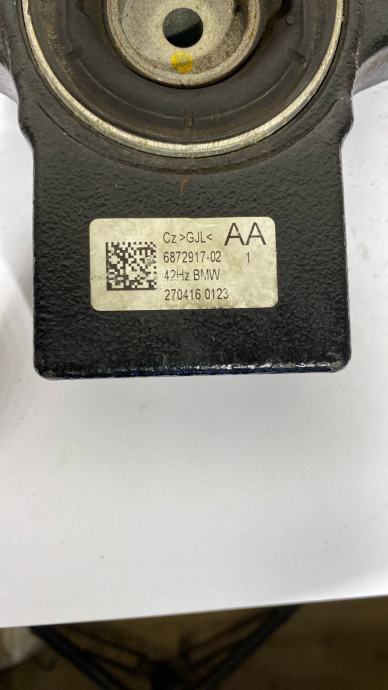 Cz >GJL< AA
6872917-02 1
42Hz BMW
270416 0123